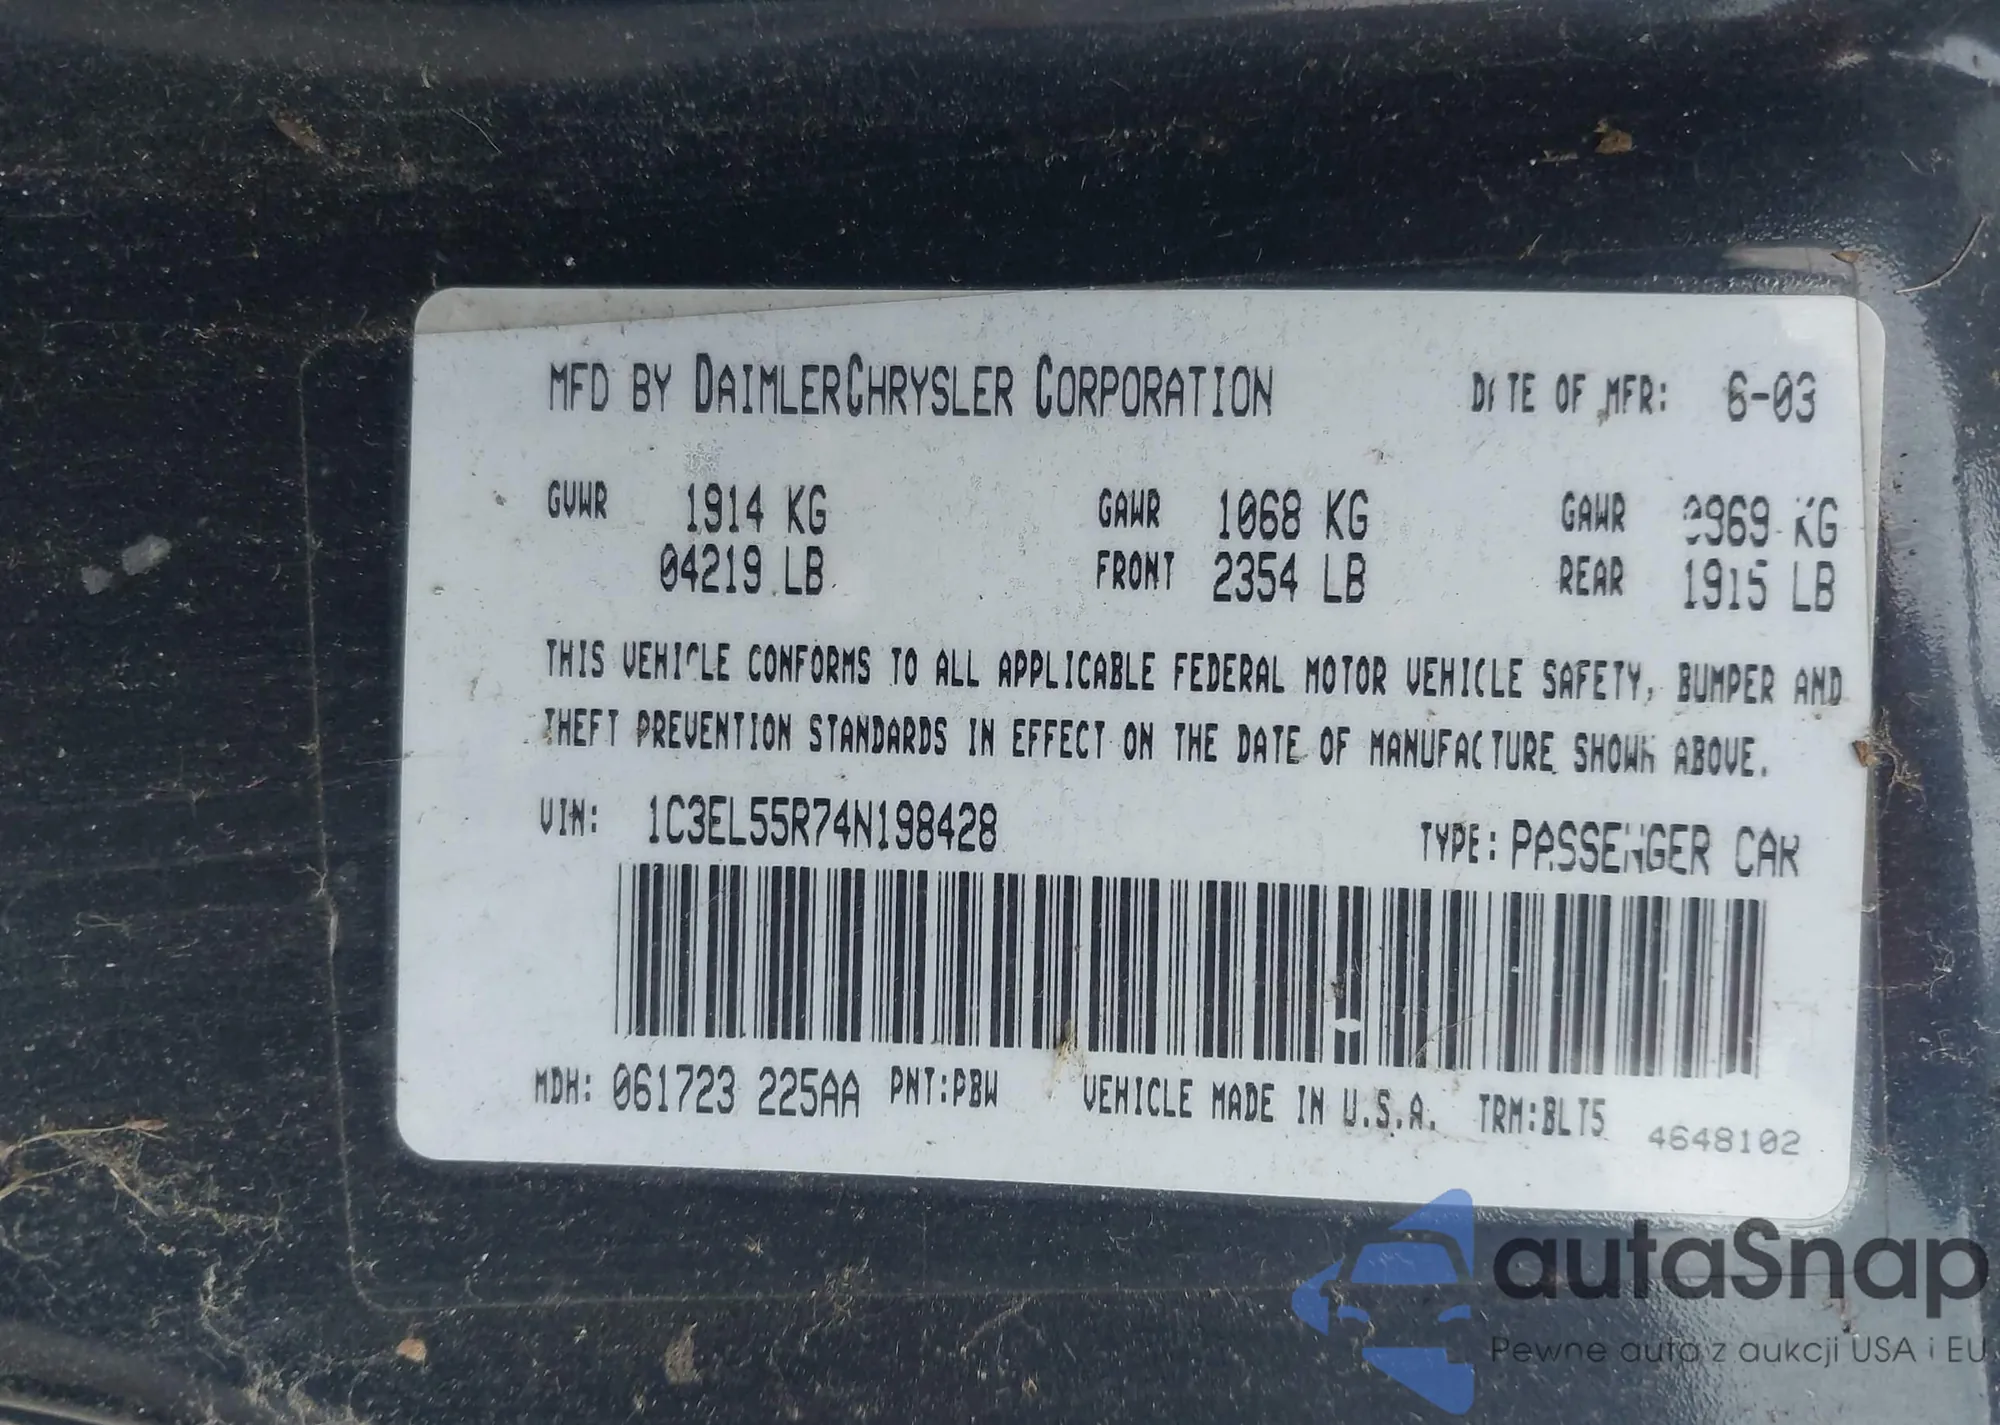 MFD BY DAIMLERCHRYSLER CORPORATION DATE OF MFR: 6-03
GVWR 1914 KG GAWR 1068 KG GAWR 0969 KG
04219 LB FRONT 2354 LB REAR 1915 LB
THIS VEHICLE CONFORMS TO ALL APPLICABLE FEDERAL MOTOR VEHICLE SAFETY, BUMPER AND
THEFT PREVENTION STANDARDS IN EFFECT ON THE DATE OF MANUFACTURE SHOWN ABOVE.
VIN: 1C3EL55R74N198428 TYPE: PASSENGER CAR
MDH: 061723 225AA PNT:PBW VEHICLE MADE IN U.S.A. TRM:BLT5 4648102
autaSnap
Pewne auta z aukcji USA i EU